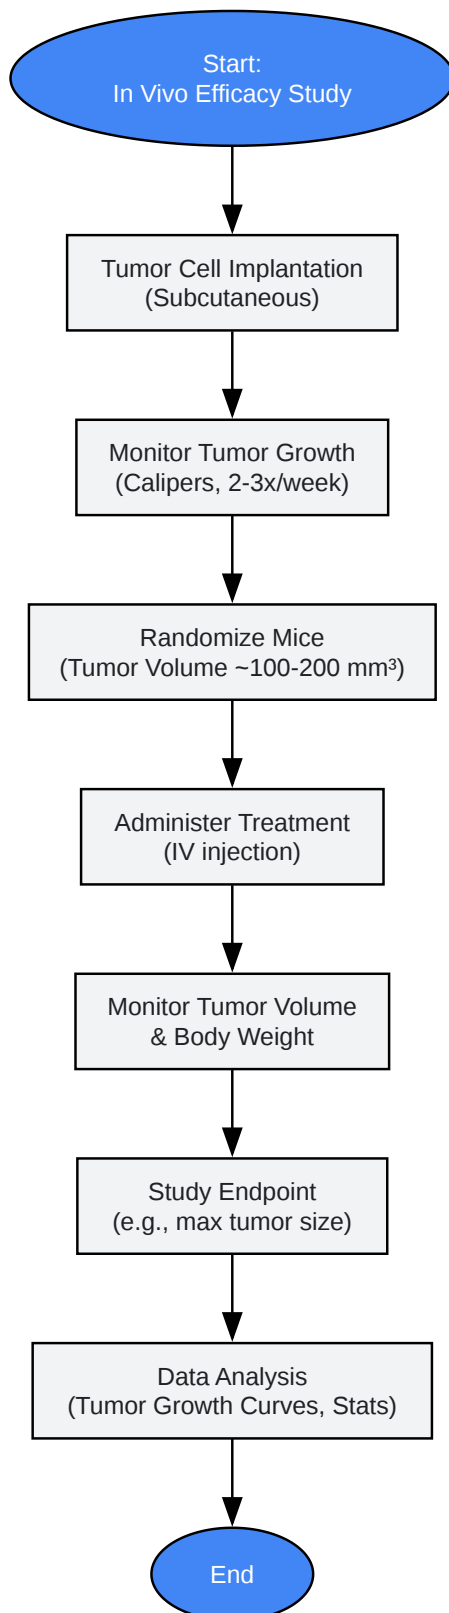 Start:
In Vivo Efficacy Study
Tumor Cell Implantation
(Subcutaneous)
Monitor Tumor Growth
(Calipers, 2-3x/week)
Randomize Mice
(Tumor Volume ~100-200 mm³)
Administer Treatment
(IV injection)
Monitor Tumor Volume
& Body Weight
Study Endpoint
(e.g., max tumor size)
Data Analysis
(Tumor Growth Curves, Stats)
End